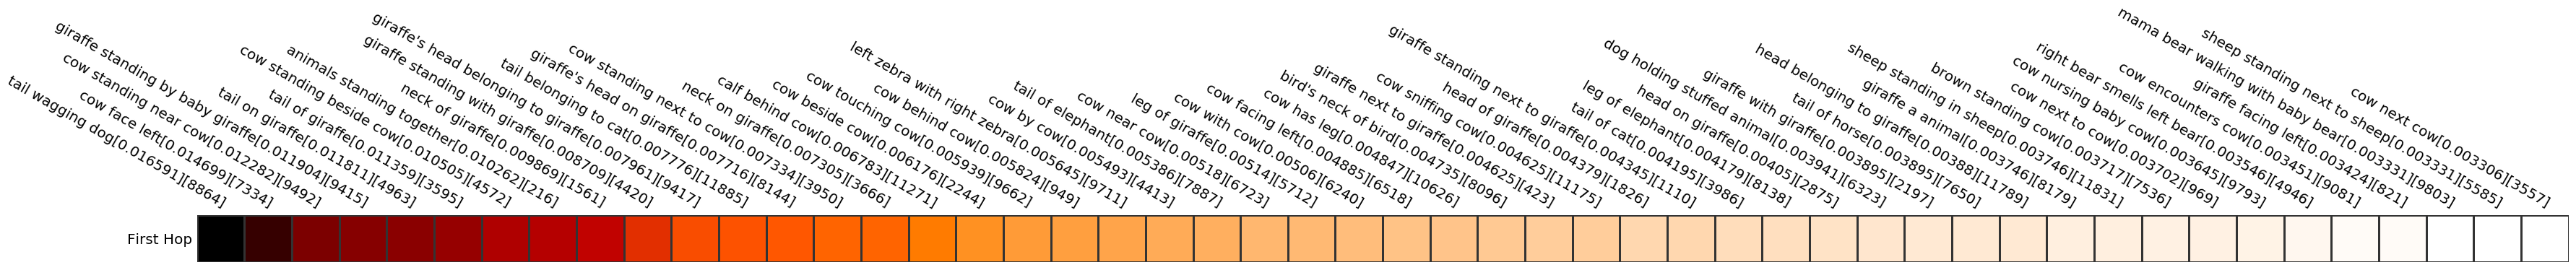 tail wagging dog[0.016591][8864]
cow face left[0.014699][7334]
cow standing near cow[0.01282][9492]
giraffe standing by baby giraffe[0.011904][9415]
tail on giraffe[0.011811][4963]
tail of giraffe[0.011359][3595]
cow standing beside cow[0.010505][4572]
animals standing together[0.010262][216]
neck of giraffe[0.009869][1561]
giraffe standing with giraffe[0.008709][4420]
giraffe's head belonging to giraffe[0.007961][9417]
tail belonging to cat[0.007776][11885]
giraffe's head on giraffe[0.007716][8144]
cow standing next to cow[0.007334][3950]
neck on giraffe[0.007305][3666]
calf behind cow[0.006783][1271]
cow beside cow[0.006176][2244]
cow touching cow[0.005939][9662]
cow behind cow[0.005824][949]
left zebra with right zebra[0.005645][9711]
cow by cow[0.005493][4413]
tail of elephant[0.005386][7887]
cow near cow[0.00518][6723]
leg of giraffe[0.00514][5712]
cow with cow[0.00506][6240]
cow facing left[0.004885][6518]
cow has leg[0.004847][10626]
bird's neck of bird[0.004735][8096]
giraffe next to giraffe[0.004625][423]
cow sniffing cow[0.004625][11175]
head of giraffe[0.004379][1826]
giraffe standing next to giraffe[0.004345][1110]
tail of cat[0.004195][3986]
leg of elephant[0.004179][8138]
head on giraffe[0.00405][2875]
dog holding stuffed animal[0.003941][6323]
giraffe with giraffe[0.003895][2197]
tail of horse[0.003895][7650]
head belonging to giraffe[0.00388][11789]
giraffe a animal[0.003746][8179]
sheep standing in sheep[0.003746][1183]
brown standing cow[0.003717][7536]
cow next to cow[0.003702][969]
cow nursing baby cow[0.003645][9793]
right bear smells left bear[0.003546][4946]
cow encounters cow[0.003451][9081]
giraffe facing left[0.003424][821]
mama bear walking with baby bear[0.003331][9803]
sheep standing next to sheep[0.003331][5585]
cow next cow[0.003306][3557]
First Hop